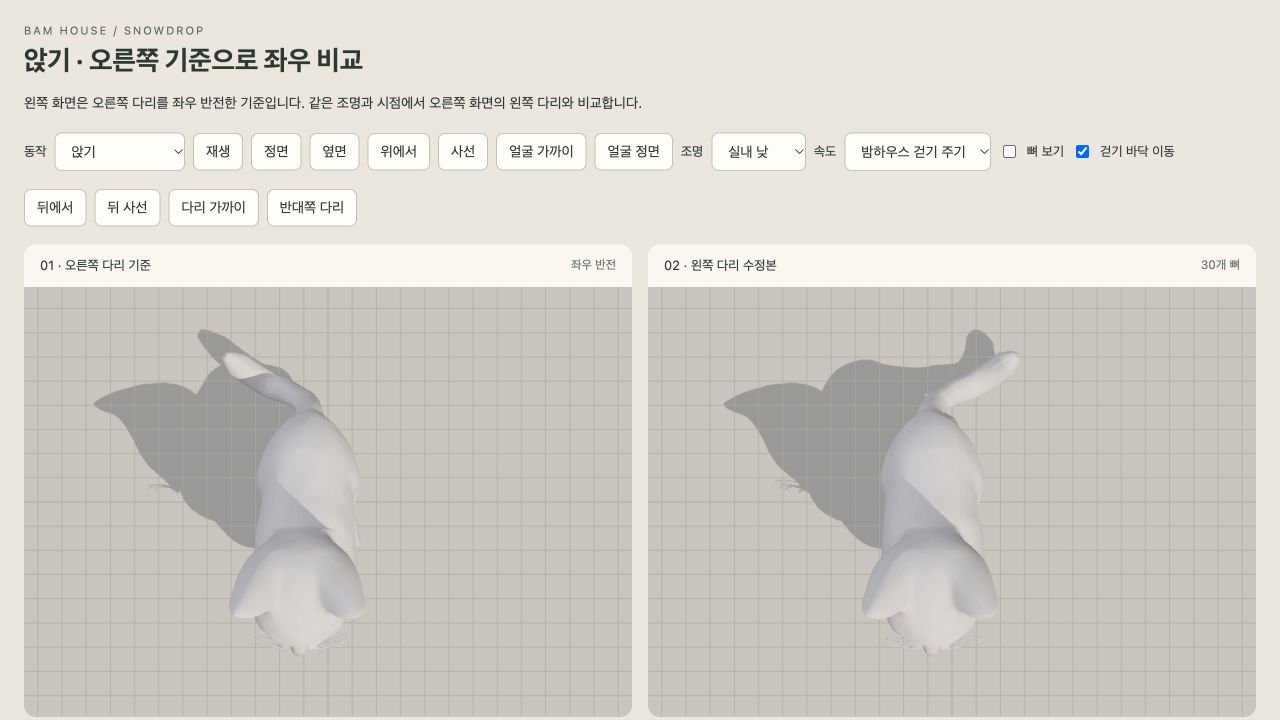 BAM HOUSE / SNOWDROP
앉기 · 오른쪽 기준으로 좌우 비교
왼쪽 화면은 오른쪽 다리를 좌우 반전한 기준입니다. 같은 조명과 시점에서 오른쪽 화면의 왼쪽 다리와 비교합니다.
동작 앉기 재생 정면 옆면 위에서 사선 얼굴 가까이 얼굴 정면 조명 실내 낮 속도 밤하우스 걷기 주기 뼈 보기 걷기 바닥 이동
뒤에서 뒤 사선 다리 가까이 반대쪽 다리
01 · 오른쪽 다리 기준 좌우 반전
02 · 왼쪽 다리 수정본 30개 뼈